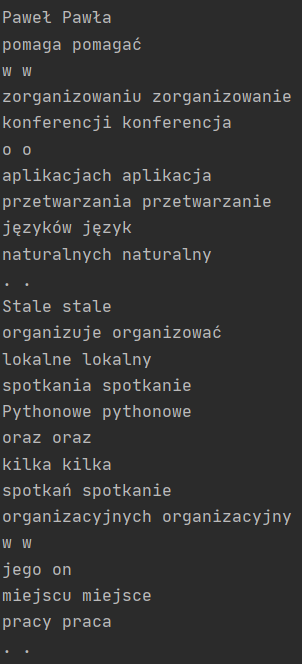 Paweł Pawła
pomaga pomagać
w w
zorganizowaniu zorganizowanie
konferencji konferencja
o o
aplikacjach aplikacja
przetwarzania przetwarzanie
języków język
naturalnych naturalny
. .
Stale stale
organizuje organizować
lokalne lokalny
spotkania spotkanie
Pythonowe pythonowe
oraz oraz
kilka kilka
spotkań spotkanie
organizacyjnych organizacyjny
w w
jego on
miejscu miejsce
pracy praca
. .